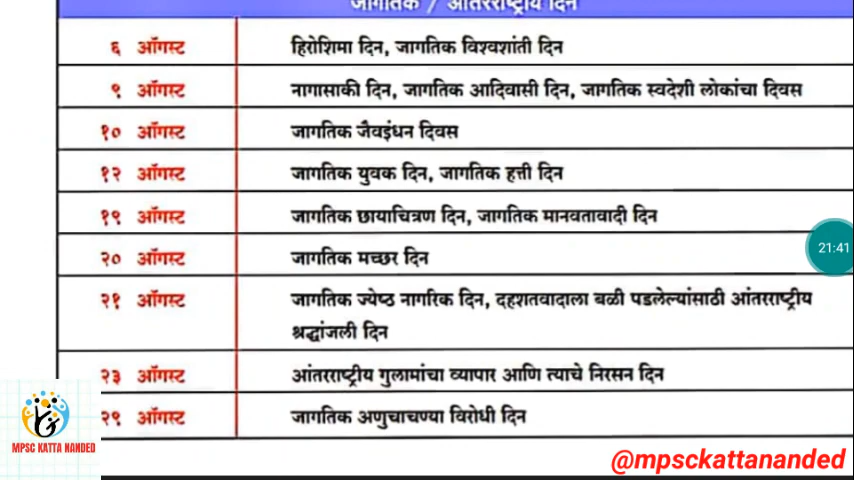 जागतिक / आंतरराष्ट्रीय दिन
६ ऑगस्ट हिरोशिमा दिन, जागतिक विश्वशांती दिन
९ ऑगस्ट नागासाकी दिन, जागतिक आदिवासी दिन, जागतिक स्वदेशी लोकांचा दिवस
१० ऑगस्ट जागतिक जैवइंधन दिवस
१२ ऑगस्ट जागतिक युवक दिन, जागतिक हत्ती दिन
१९ ऑगस्ट जागतिक छायाचित्रण दिन, जागतिक मानवतावादी दिन
२० ऑगस्ट जागतिक मच्छर दिन
२१ ऑगस्ट जागतिक ज्येष्ठ नागरिक दिन, दहशतवादाला बळी पडलेल्यांसाठी आंतरराष्ट्रीय
श्रद्धांजली दिन
२३ ऑगस्ट आंतरराष्ट्रीय गुलामांचा व्यापार आणि त्याचे निरसन दिन
२९ ऑगस्ट जागतिक अणुचाचण्या विरोधी दिन
21:41
MPSC KATTA NANDED
@mpsckattananded